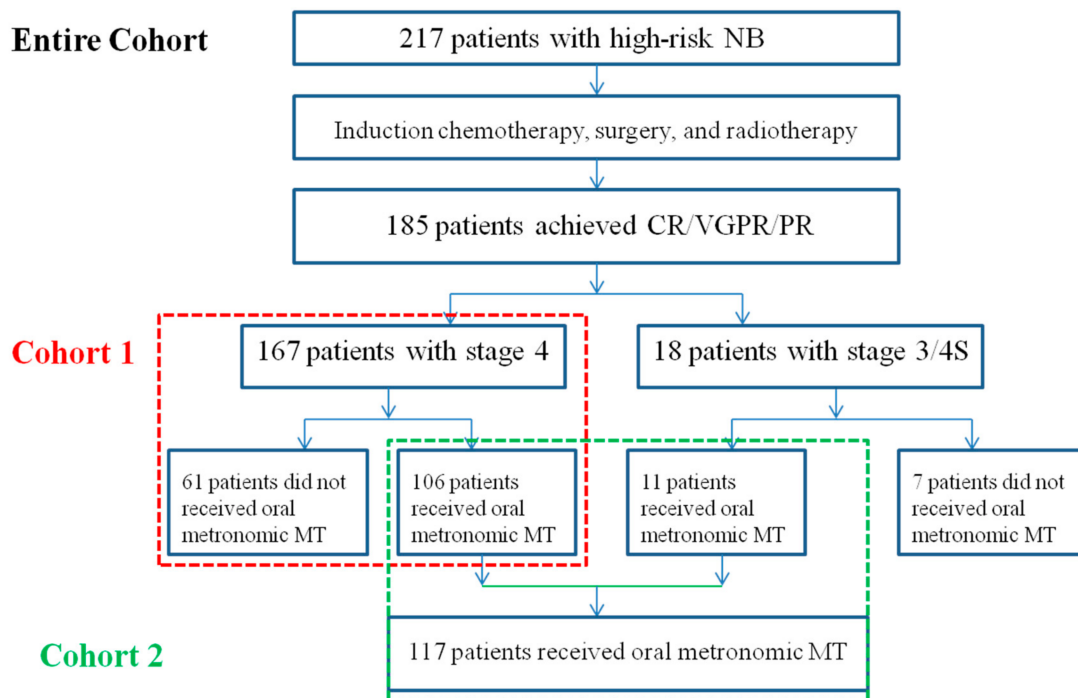 Entire Cohort
217 patients with high-risk NB
Induction chemotherapy, surgery, and radiotherapy
185 patients achieved CR/VGPR/PR
Cohort 1
167 patients with stage 4
18 patients with stage 3/4S
61 patients did not
received oral
metronomic MT
106 patients
received oral
metronomic MT
11 patients
received oral
metronomic MT
7 patients did not
received oral
metronomic MT
Cohort 2
117 patients received oral metronomic MT